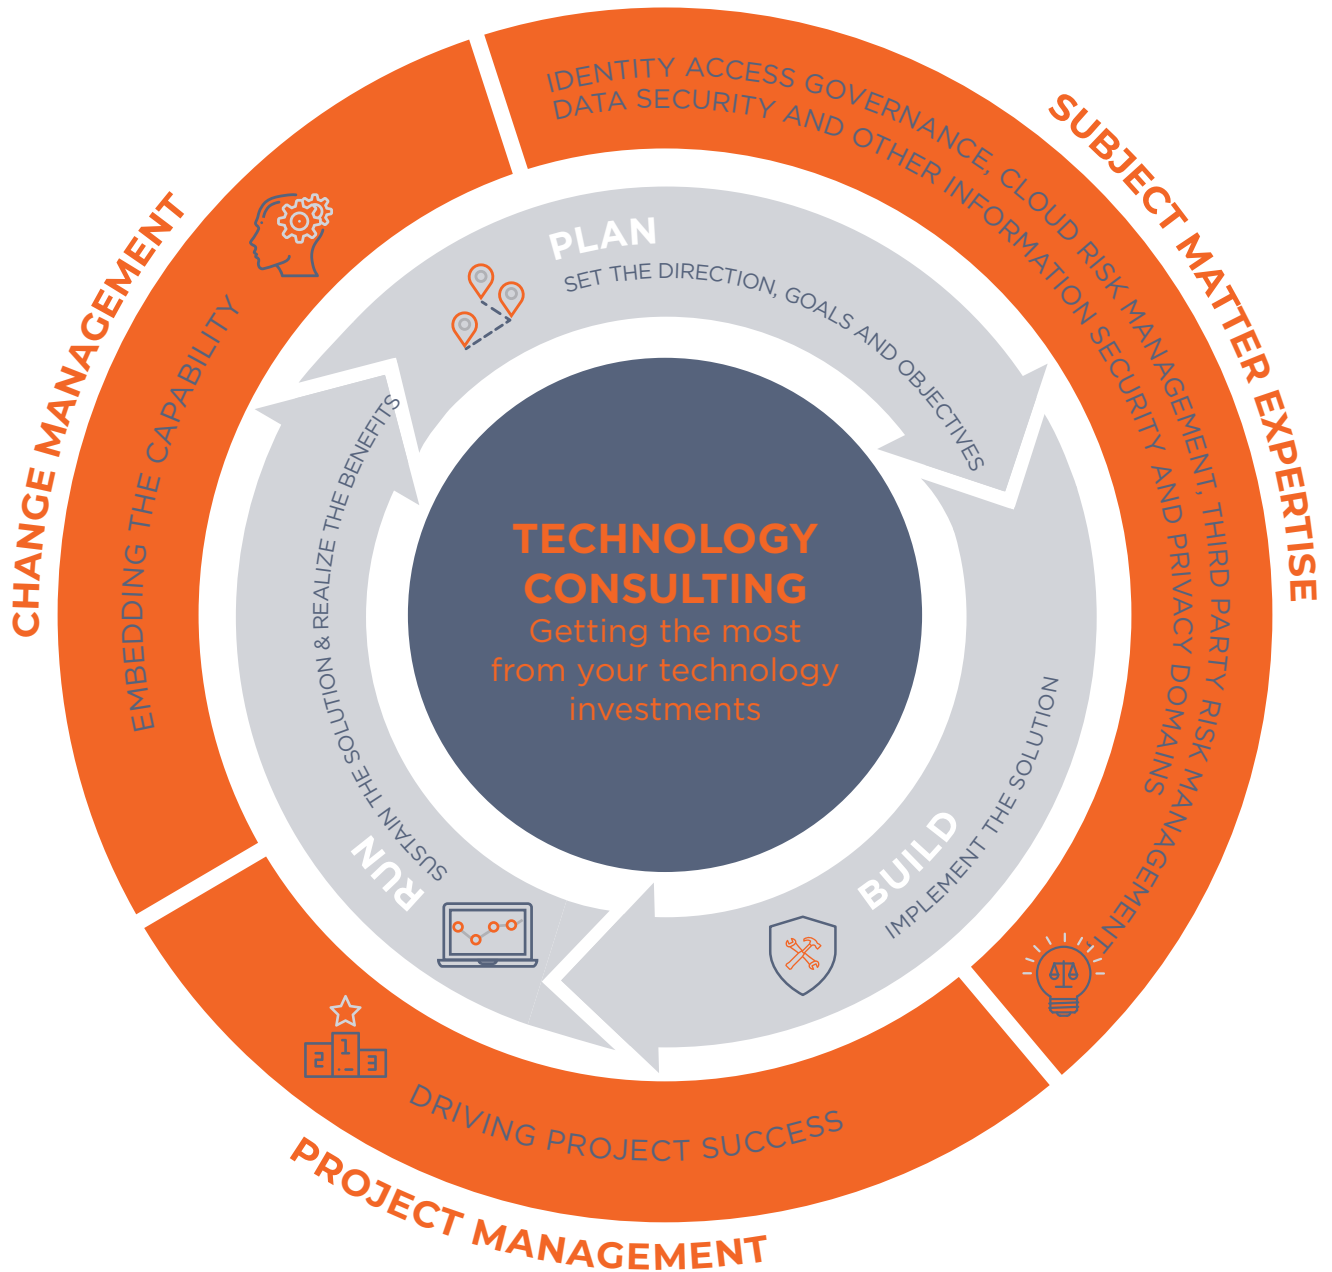 SUBJECT MATTER EXPERTISE
IDENTITY ACCESS GOVERNANCE, CLOUD RISK MANAGEMENT, THIRD PARTY RISK MANAGEMENT,
DATA SECURITY AND OTHER INFORMATION SECURITY AND PRIVACY DOMAINS
CHANGE MANAGEMENT
EMBEDDING THE CAPABILITY
PROJECT MANAGEMENT
DRIVING PROJECT SUCCESS
2 1 3
PLAN
SET THE DIRECTION, GOALS AND OBJECTIVES
BUILD
IMPLEMENT THE SOLUTION
RUN
SUSTAIN THE SOLUTION & REALIZE THE BENEFITS
TECHNOLOGY
CONSULTING
Getting the most
from your technology
investments